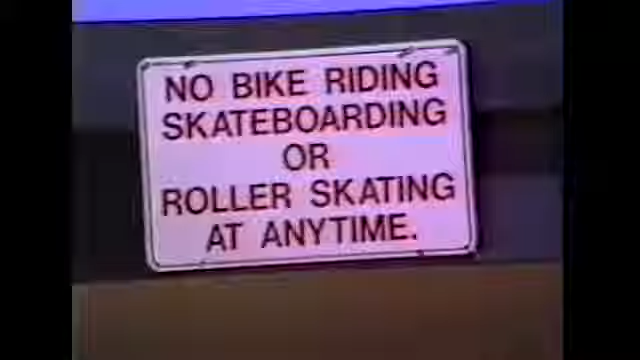 NO BIKE RIDING
SKATEBOARDING
OR
ROLLER SKATING
AT ANYTIME.